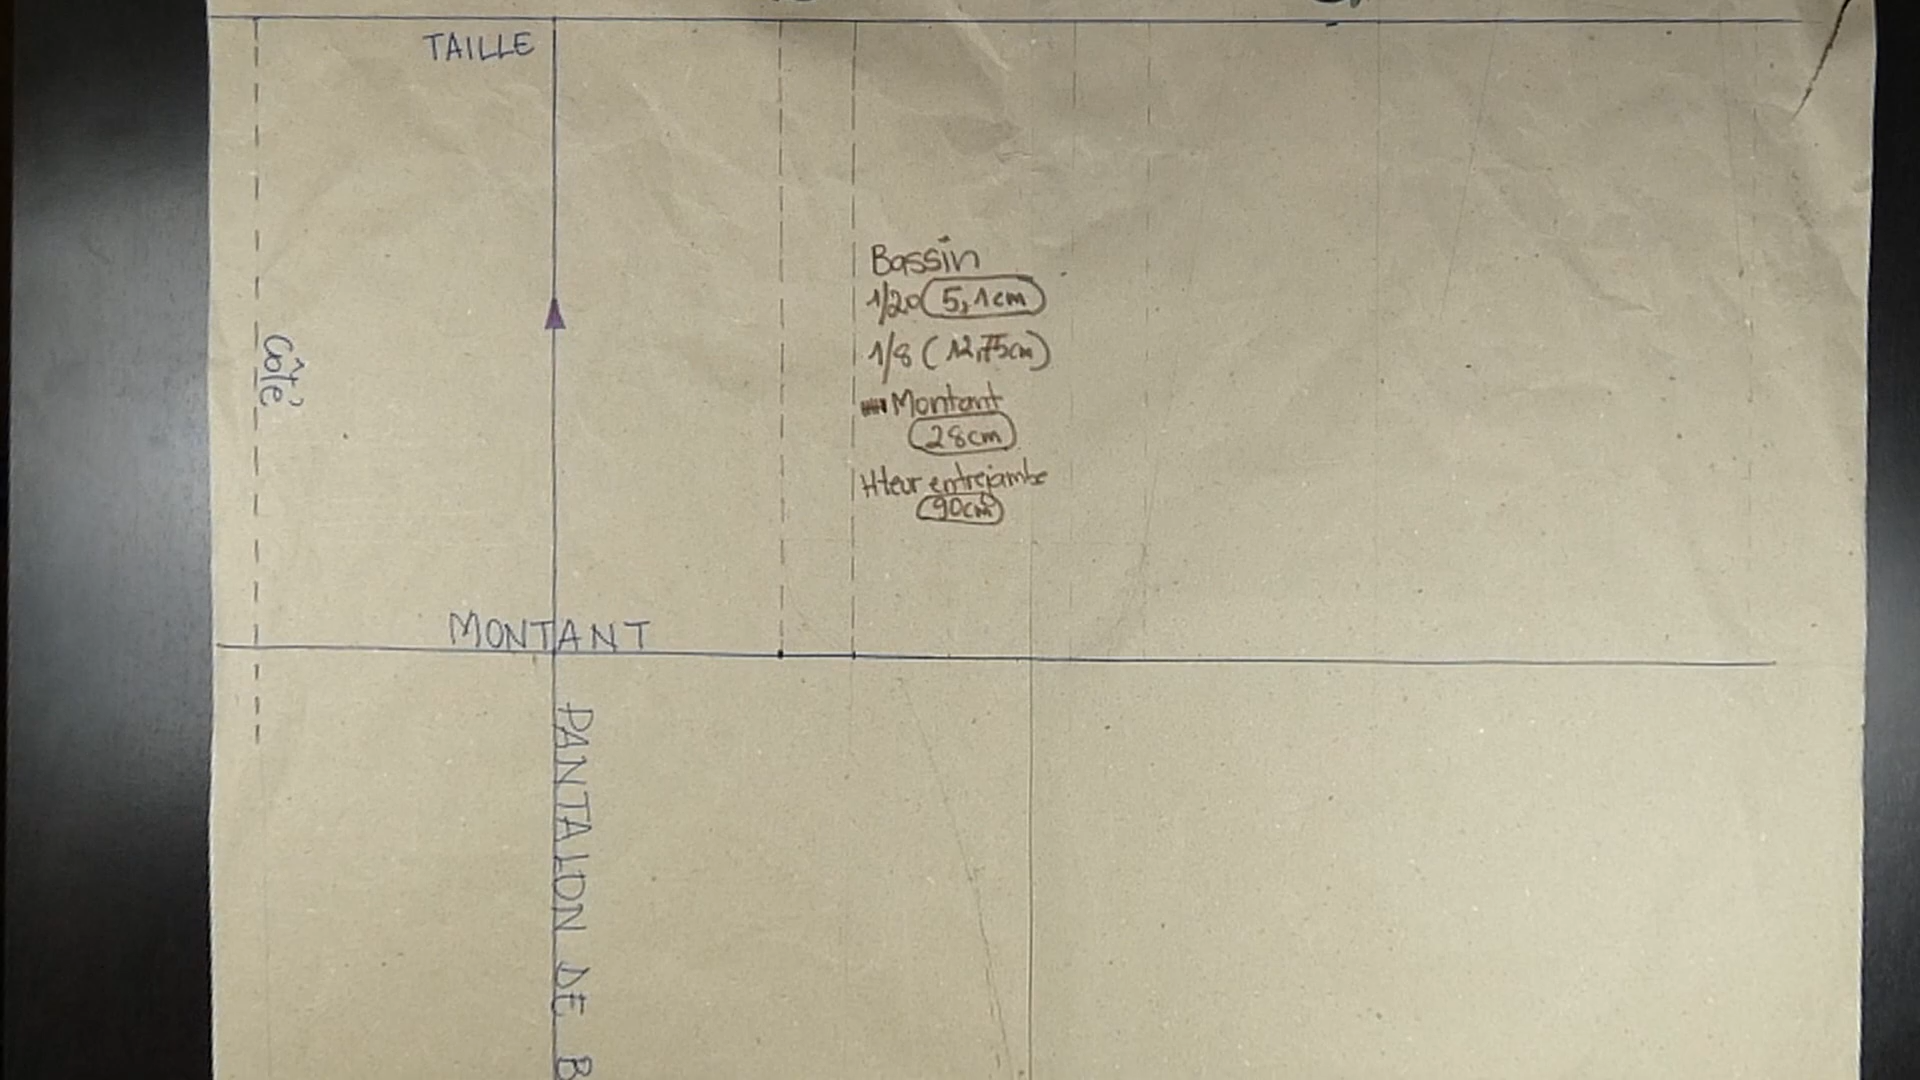 TAILLE
Côté
Bassin
1/20 5,1cm
1/8 (12,75cm)
Montant
28cm
Hteur entrejambe
90cm
MONTANT
PANTALON DE B